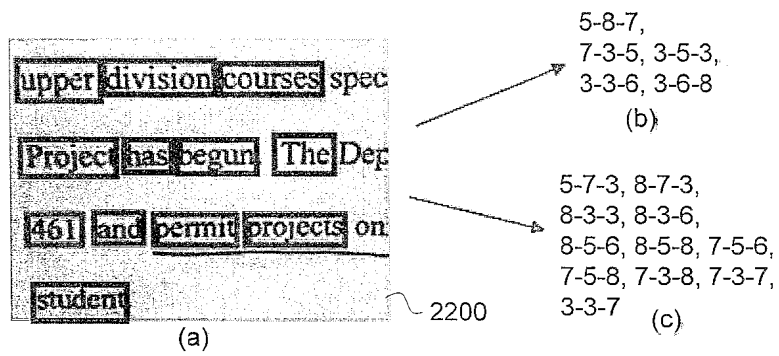 upper division courses spec
Project has begun. The Dep
461 and permit projects on
student
(a)
2200
5-8-7,
7-3-5, 3-5-3,
3-3-6, 3-6-8
(b)
5-7-3, 8-7-3,
8-3-3, 8-3-6,
8-5-6, 8-5-8, 7-5-6,
7-5-8, 7-3-8, 7-3-7,
3-3-7
(c)